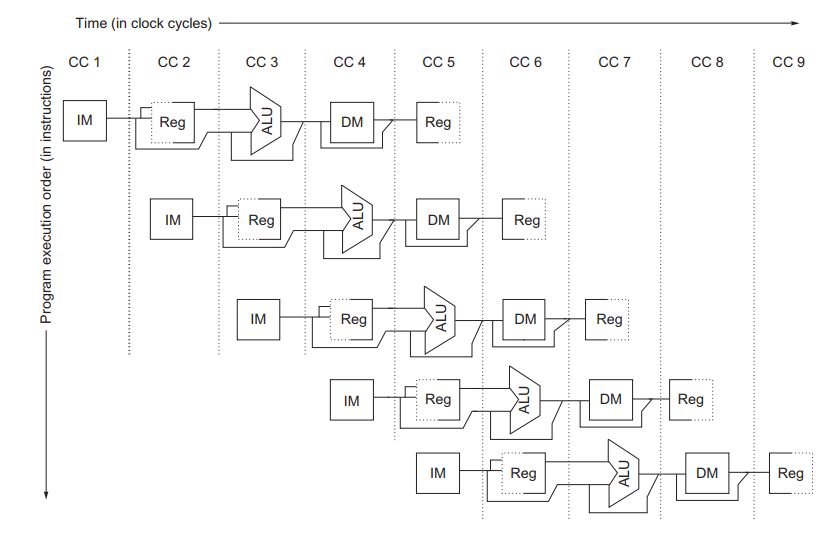 Time (in clock cycles)
CC 1 CC 2 CC 3 CC 4 CC 5 CC 6 CC 7 CC 8 CC 9
Program execution order (in instructions)
IM Reg ALU DM Reg
IM Reg ALU DM Reg
IM Reg ALU DM Reg
IM Reg ALU DM Reg
IM Reg ALU DM Reg